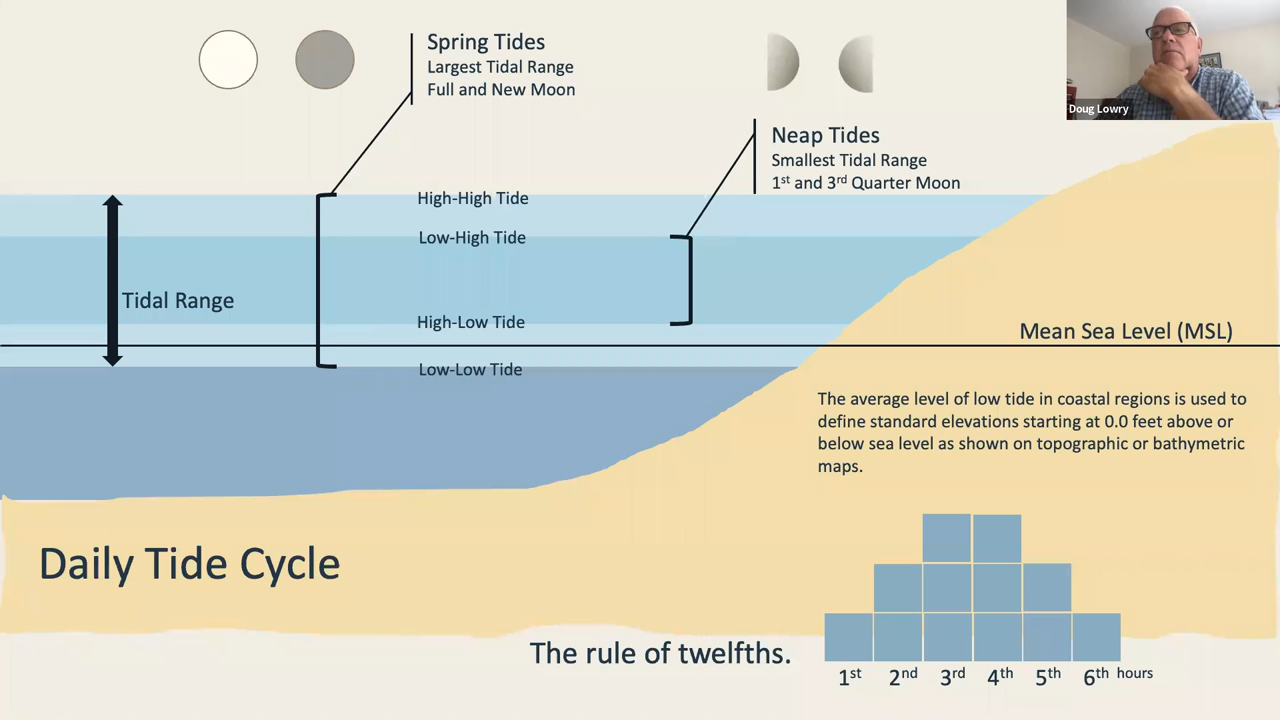 Spring Tides
Largest Tidal Range
Full and New Moon
Doug Lowry
Neap Tides
Smallest Tidal Range
1st and 3rd Quarter Moon
High-High Tide
Low-High Tide
Tidal Range
High-Low Tide
Mean Sea Level (MSL)
Low-Low Tide
The average level of low tide in coastal regions is used to
define standard elevations starting at 0.0 feet above or
below sea level as shown on topographic or bathymetric
maps.
Daily Tide Cycle
The rule of twelfths.
1st 2nd 3rd 4th 5th 6th hours